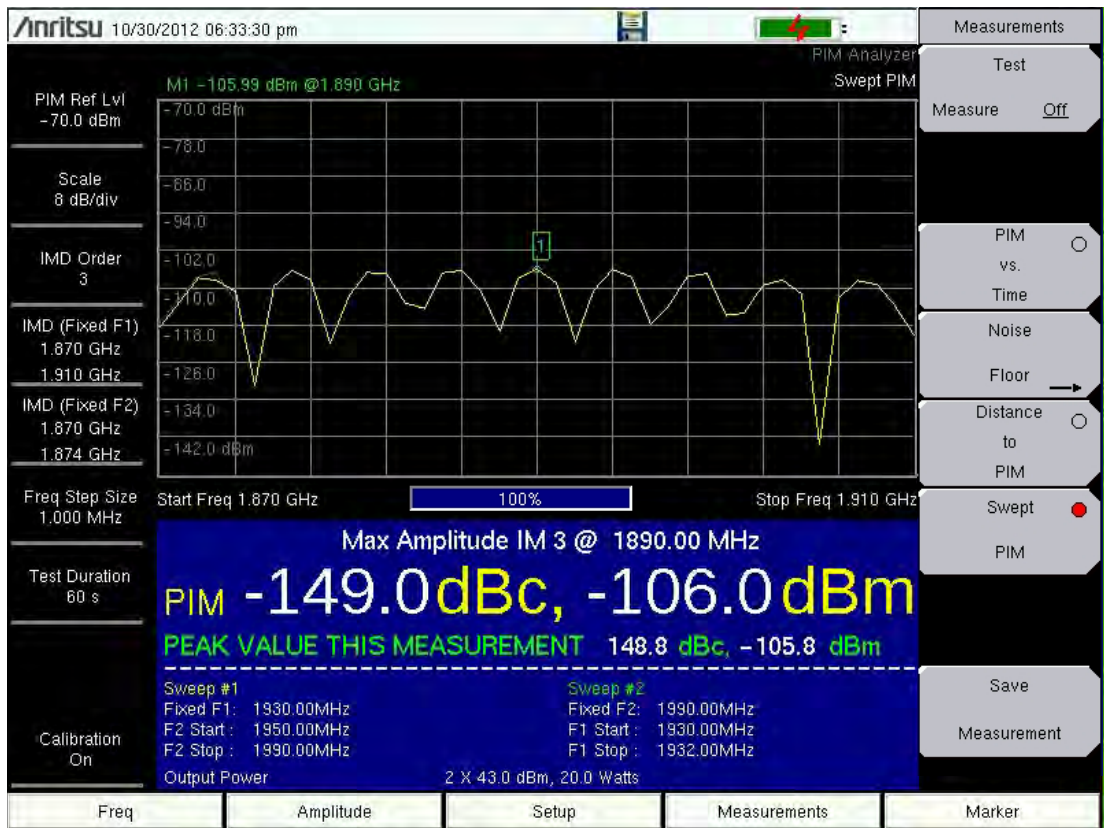 Anritsu 10/30/2012 06:33:30 pm
Measurements
PIM Analyzer
Swept PIM
M1 -105.99 dBm @1.890 GHz
PIM Ref Lvl
-70.0 dBm
Scale
8 dB/div
IMD Order
3
IMD (Fixed F1)
1.870 GHz
1.910 GHz
IMD (Fixed F2)
1.870 GHz
1.874 GHz
Freq Step Size
1.000 MHz
Test Duration
60 s
Calibration
On
-70.0 dBm
-78.0
-86.0
-94.0
-102.0
-110.0
-118.0
-126.0
-134.0
-142.0 dBm
1
Start Freq 1.870 GHz
100%
Stop Freq 1.910 GHz
Max Amplitude IM 3 @ 1890.00 MHz
PIM -149.0 dBc, -106.0 dBm
PEAK VALUE THIS MEASUREMENT 148.8 dBc, -105.8 dBm
Sweep #1
Fixed F1: 1930.00MHz
F2 Start : 1950.00MHz
F2 Stop : 1990.00MHz
Sweep #2
Fixed F2: 1990.00MHz
F1 Start : 1930.00MHz
F1 Stop : 1932.00MHz
Output Power 2 X 43.0 dBm, 20.0 Watts
Test
Measure Off
PIM
vs.
Time
Noise
Floor
Distance
to
PIM
Swept
PIM
Save
Measurement
Freq
Amplitude
Setup
Measurements
Marker